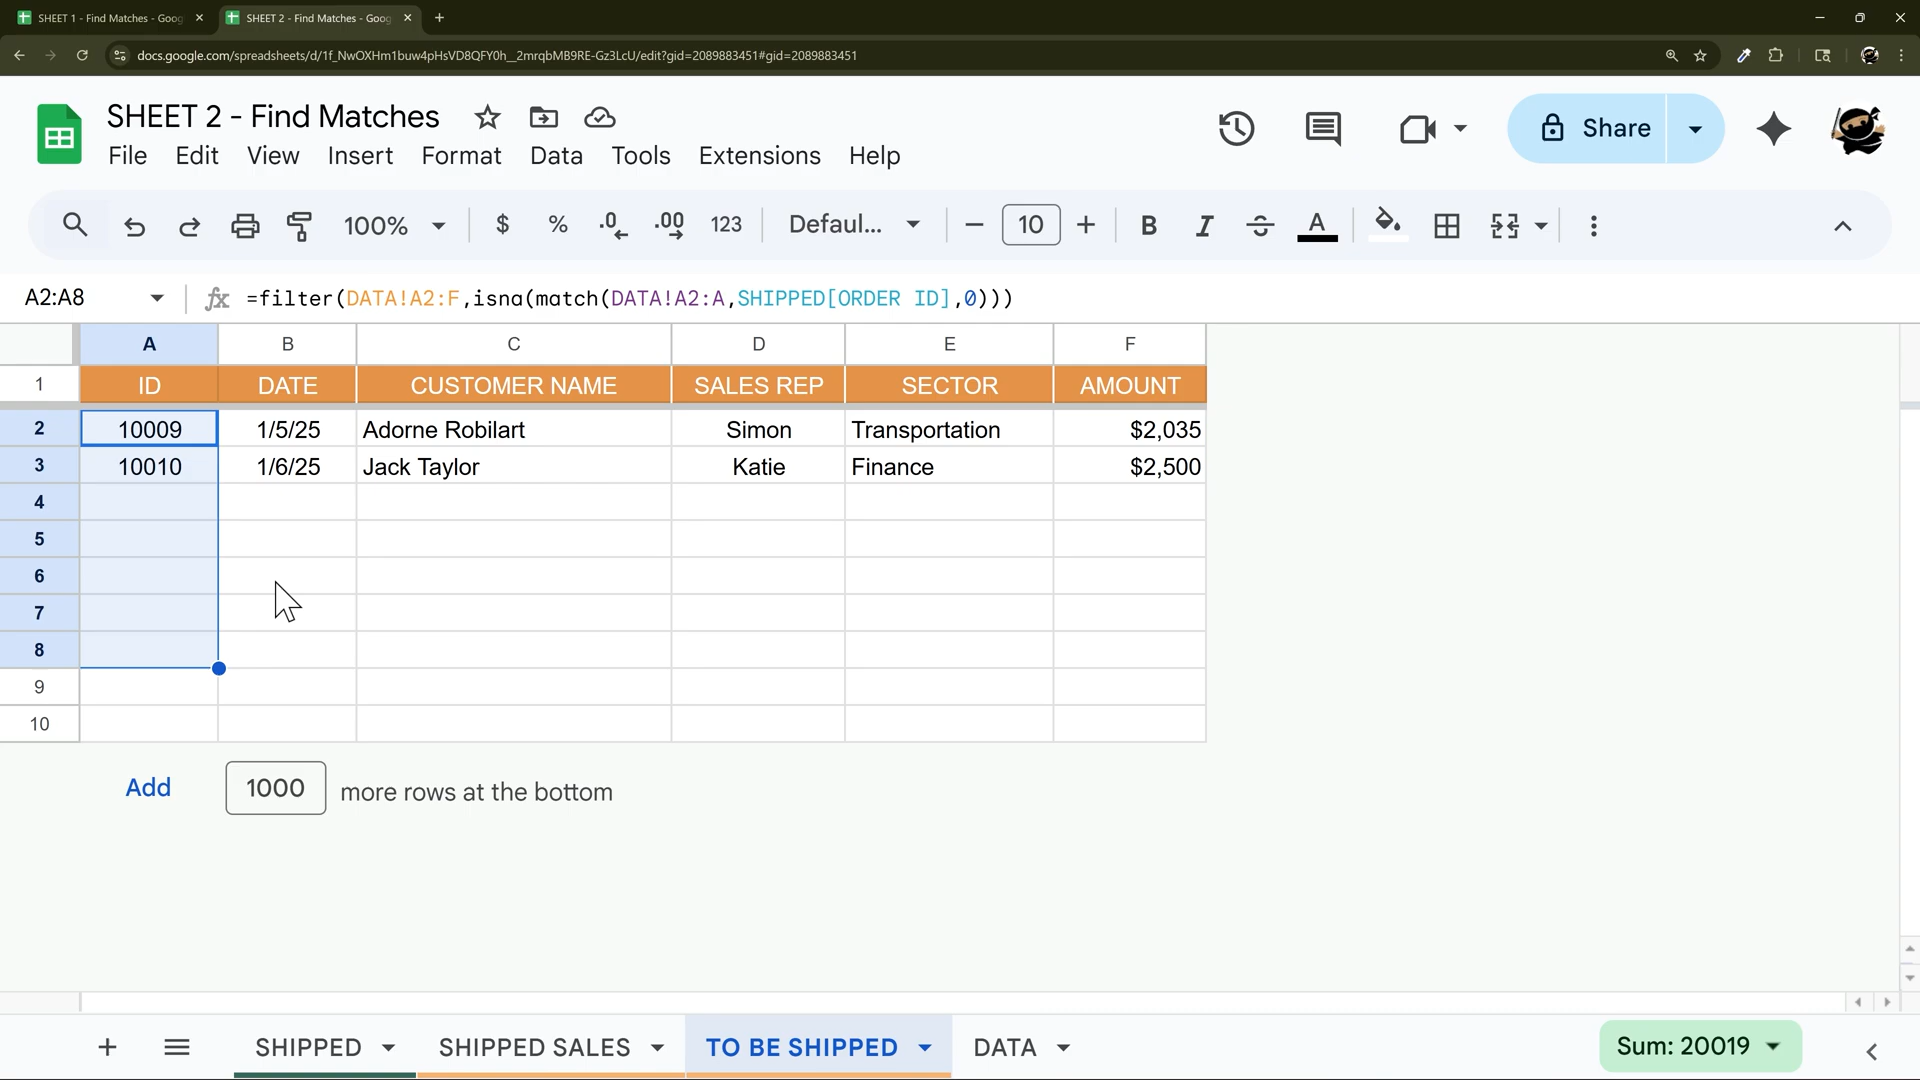 SHEET 1 - Find Matches - Goog
SHEET 2 - Find Matches - Goog
docs.google.com/spreadsheets/d/1f_NwOXHm1buw4pHsVD8QFY0h__2mrqbMB9RE-Gz3LcU/edit?gid=2089883451#gid=2089883451
SHEET 2 - Find Matches
File Edit View Insert Format Data Tools Extensions Help
Share
100% $ % .0 .00 123 Defaul... 10 B I S A
A2:A8 fx =filter(DATA!A2:F,isna(match(DATA!A2:A,SHIPPED[ORDER ID],0)))
A B C D E F
1 ID DATE CUSTOMER NAME SALES REP SECTOR AMOUNT
2 10009 1/5/25 Adorne Robilart Simon Transportation $2,035
3 10010 1/6/25 Jack Taylor Katie Finance $2,500
4
5
6
7
8
9
10
Add 1000 more rows at the bottom
SHIPPED SHIPPED SALES TO BE SHIPPED DATA Sum: 20019